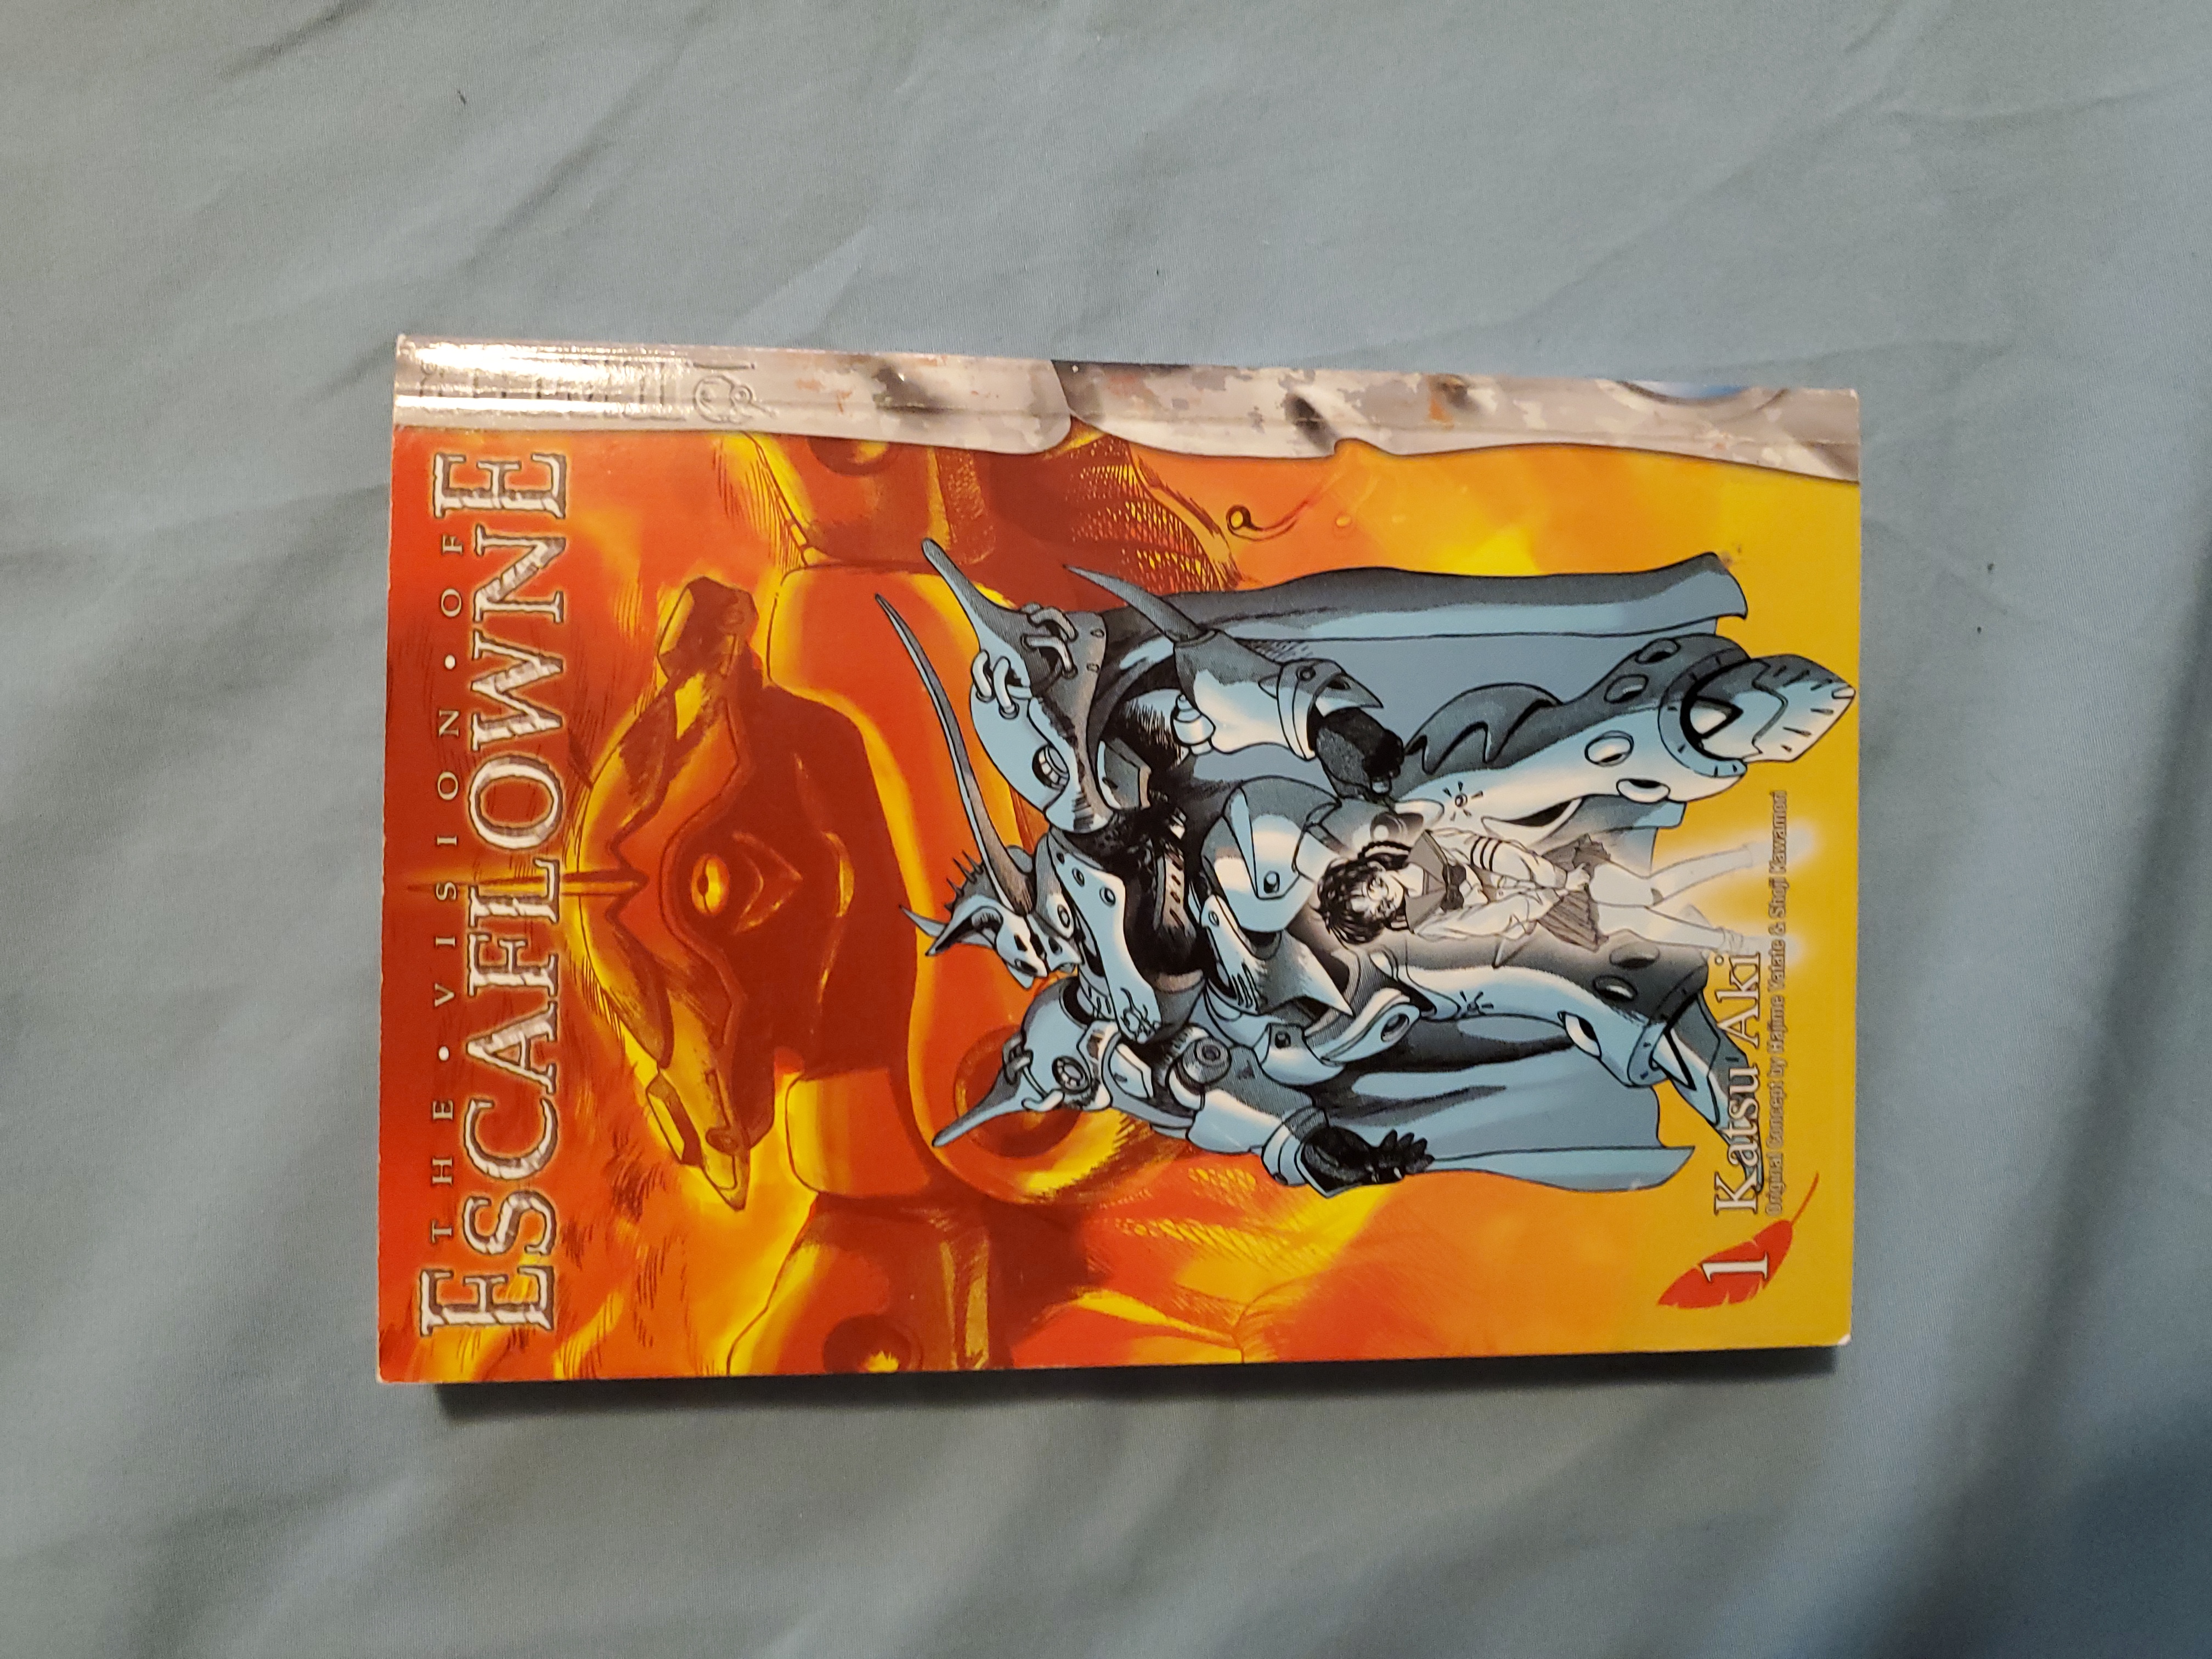 THE•VISION•OF
ESCAFLOWNE
1
Katsu Aki
Original Concept by Hajime Yatate & Shoji Kawamori